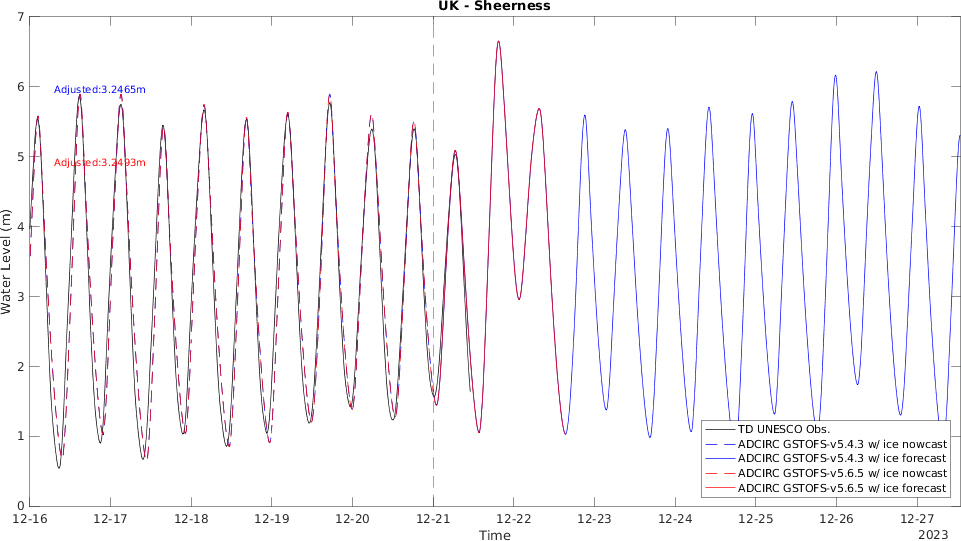 UK - Sheerness
7
6
5
4
3
2
1
0
Water Level (m)
Adjusted:3.2465m
Adjusted:3.2493m
TD UNESCO Obs.
ADCIRC GSTOFS-v5.4.3 w/ ice nowcast
ADCIRC GSTOFS-v5.4.3 w/ ice forecast
ADCIRC GSTOFS-v5.6.5 w/ ice nowcast
ADCIRC GSTOFS-v5.6.5 w/ ice forecast
12-16 12-17 12-18 12-19 12-20 12-21 12-22 12-23 12-24 12-25 12-26 12-27
Time
2023